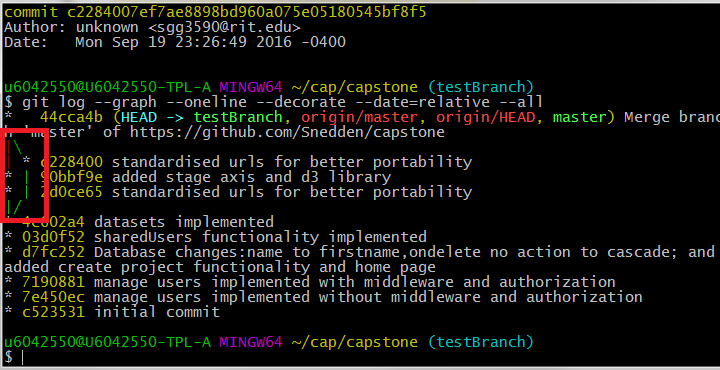 commit c2284007ef7ae8898bd960a075e05180545bf8f5
Author: unknown <sgg3590@rit.edu>
Date:   Mon Sep 19 23:26:49 2016 -0400

u6042550@U6042550-TPL-A MINGW64 ~/cap/capstone (testBranch)
$ git log --graph --oneline --decorate --date=relative --all
*   44cca4b (HEAD -> testBranch, origin/master, origin/HEAD, master) Merge branc
h 'master' of https://github.com/Snedden/capstone
|\
| * c228400 standardised urls for better portability
* | 90bbf9e added stage axis and d3 library
* | 2d0ce65 standardised urls for better portability
|/
* 4e002a4 datasets implemented
* 03d0f52 sharedUsers functionality implemented
* d7fc252 Database changes:name to firstname,ondelete no action to cascade; and
added create project functionality and home page
* 7190881 manage users implemented with middleware and authorization
* 7e450ec manage users implemented without middleware and authorization
* c523531 initial commit

u6042550@U6042550-TPL-A MINGW64 ~/cap/capstone (testBranch)
$